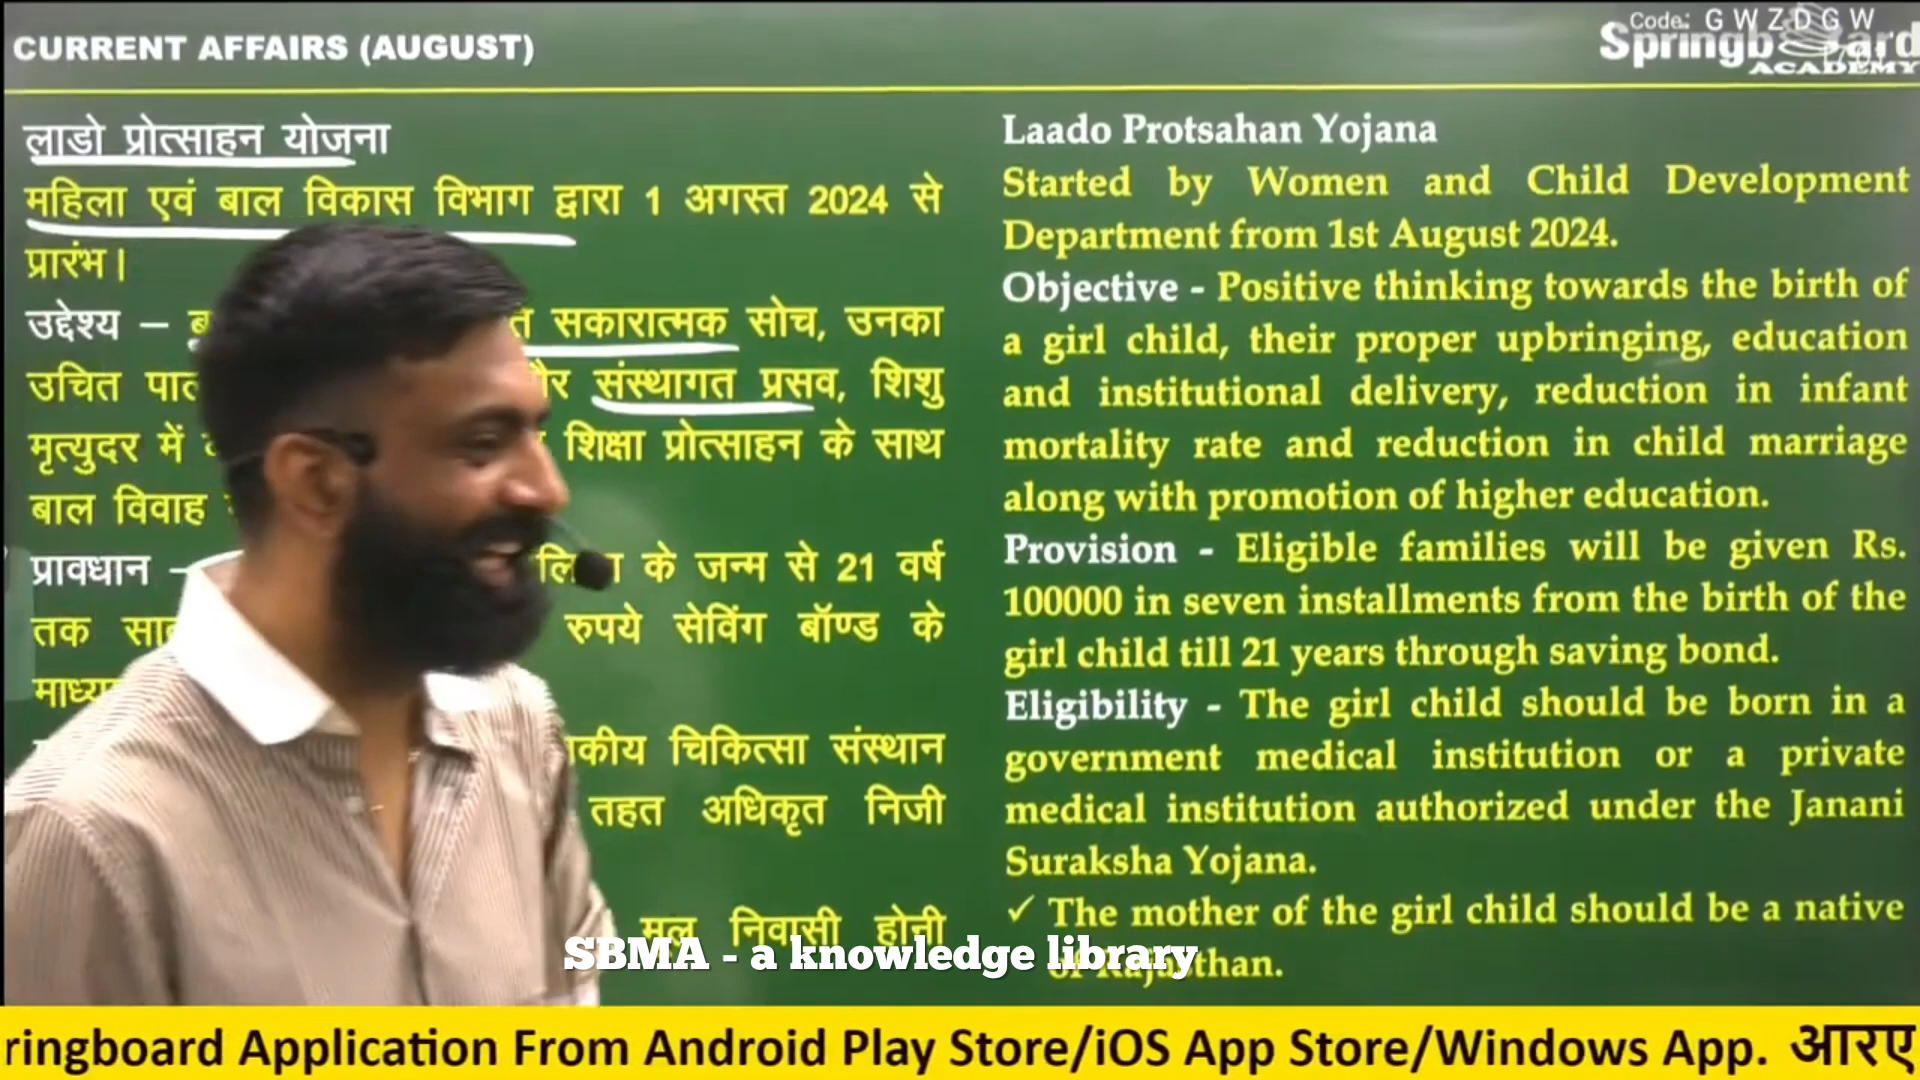 Code: G W Z D G W
CURRENT AFFAIRS (AUGUST)
Springboard
ACADEMY
लाडो प्रोत्साहन योजना
महिला एवं बाल विकास विभाग द्वारा 1 अगस्त 2024 से
प्रारंभ।
उद्देश्य – सकारात्मक सोच, उनका
उचित संस्थागत प्रसव, शिशु
मृत्युदर में शिक्षा प्रोत्साहन के साथ
बाल विवाह
प्रावधान – के जन्म से 21 वर्ष
तक रुपये सेविंग बॉण्ड के
चिकित्सा संस्थान
तहत अधिकृत निजी
मूल निवासी होनी
Laado Protsahan Yojana
Started by Women and Child Development
Department from 1st August 2024.
Objective - Positive thinking towards the birth of
a girl child, their proper upbringing, education
and institutional delivery, reduction in infant
mortality rate and reduction in child marriage
along with promotion of higher education.
Provision - Eligible families will be given Rs.
100000 in seven installments from the birth of the
girl child till 21 years through saving bond.
Eligibility - The girl child should be born in a
government medical institution or a private
medical institution authorized under the Janani
Suraksha Yojana.
✓ The mother of the girl child should be a native
of Rajasthan.
SBMA - a knowledge library
ringboard Application From Android Play Store/iOS App Store/Windows App. आरए